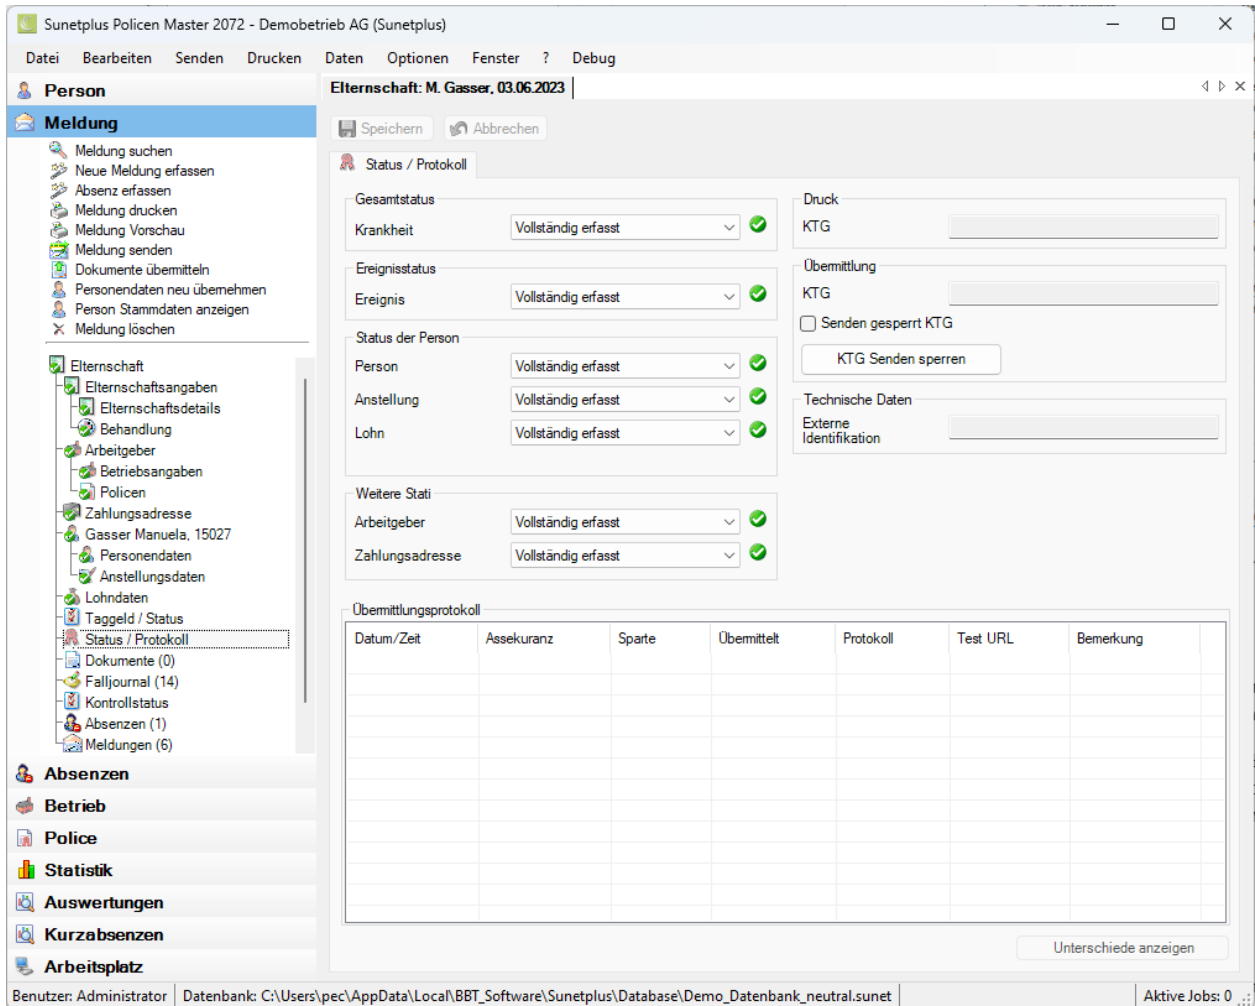 Sunetplus Policen Master 2072 - Demobetrieb AG (Sunetplus)
Datei Bearbeiten Senden Drucken Daten Optionen Fenster ? Debug
Person
Meldung
Meldung suchen
Neue Meldung erfassen
Absenz erfassen
Meldung drucken
Meldung Vorschau
Meldung senden
Dokumente übermitteln
Personendaten neu übernehmen
Person Stammdaten anzeigen
Meldung löschen
Elternschaft
Elternschaftsangaben
Elternschaftsdetails
Behandlung
Arbeitgeber
Betriebsangaben
Policen
Zahlungsadresse
Gasser Manuela, 15027
Personendaten
Anstellungsdaten
Lohndaten
Taggeld / Status
Status / Protokoll
Dokumente (0)
Falljournal (14)
Kontrollstatus
Absenzen (1)
Meldungen (6)
Absenzen
Betrieb
Police
Statistik
Auswertungen
Kurzabsenzen
Arbeitsplatz
Elternschaft: M. Gasser, 03.06.2023
Speichern Abbrechen
Status / Protokoll
Gesamtstatus
Krankheit Vollständig erfasst
Ereignisstatus
Ereignis Vollständig erfasst
Status der Person
Person Vollständig erfasst
Anstellung Vollständig erfasst
Lohn Vollständig erfasst
Weitere Stati
Arbeitgeber Vollständig erfasst
Zahlungsadresse Vollständig erfasst
Druck
KTG
Übermittlung
KTG
Senden gesperrt KTG
KTG Senden sperren
Technische Daten
Externe
Identifikation
Übermittlungsprotokoll
Datum/Zeit Assekuranz Sparte Übermittelt Protokoll Test URL Bemerkung
Unterschiede anzeigen
Benutzer: Administrator Datenbank: C:\Users\pec\AppData\Local\BBT_Software\Sunetplus\Database\Demo_Datenbank_neutral.sunet Aktive Jobs: 0